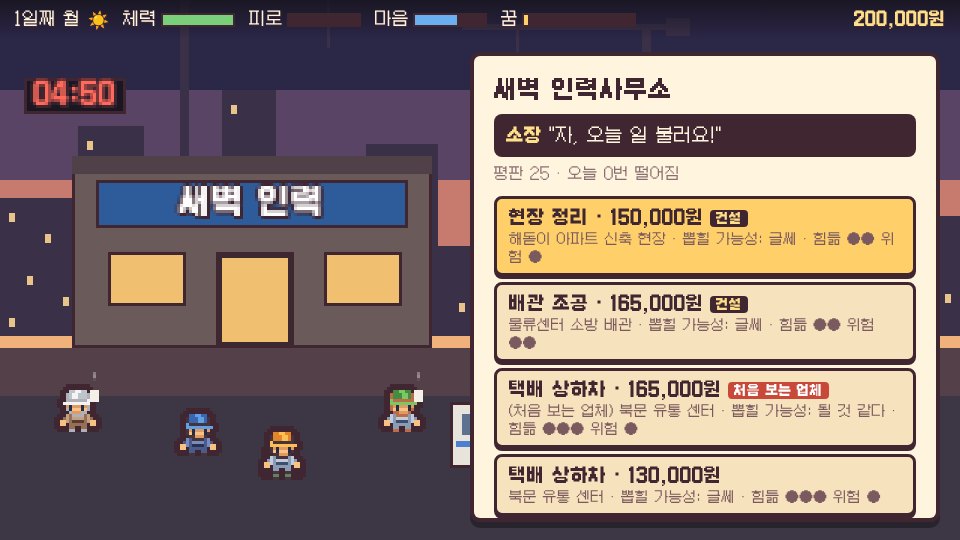 1일째 월 체력 피로 마음 꿈 200,000원
04:50
새벽 인력
새벽 인력사무소
소장 "자, 오늘 일 불러요!"
평판 25 · 오늘 0번 떨어짐
현장 정리 · 150,000원 건설
해돋이 아파트 신축 현장 · 뽑힐 가능성: 글쎄 · 힘듦 ●● 위
험 ●
배관 조공 · 165,000원 건설
물류센터 소방 배관 · 뽑힐 가능성: 글쎄 · 힘듦 ●● 위험
●●
택배 상하차 · 165,000원 처음 보는 업체
(처음 보는 업체) 북문 유통 센터 · 뽑힐 가능성: 될 것 같다 ·
힘듦 ●●● 위험 ●
택배 상하차 · 130,000원
북문 유통 센터 · 뽑힐 가능성: 글쎄 · 힘듦 ●●● 위험 ●